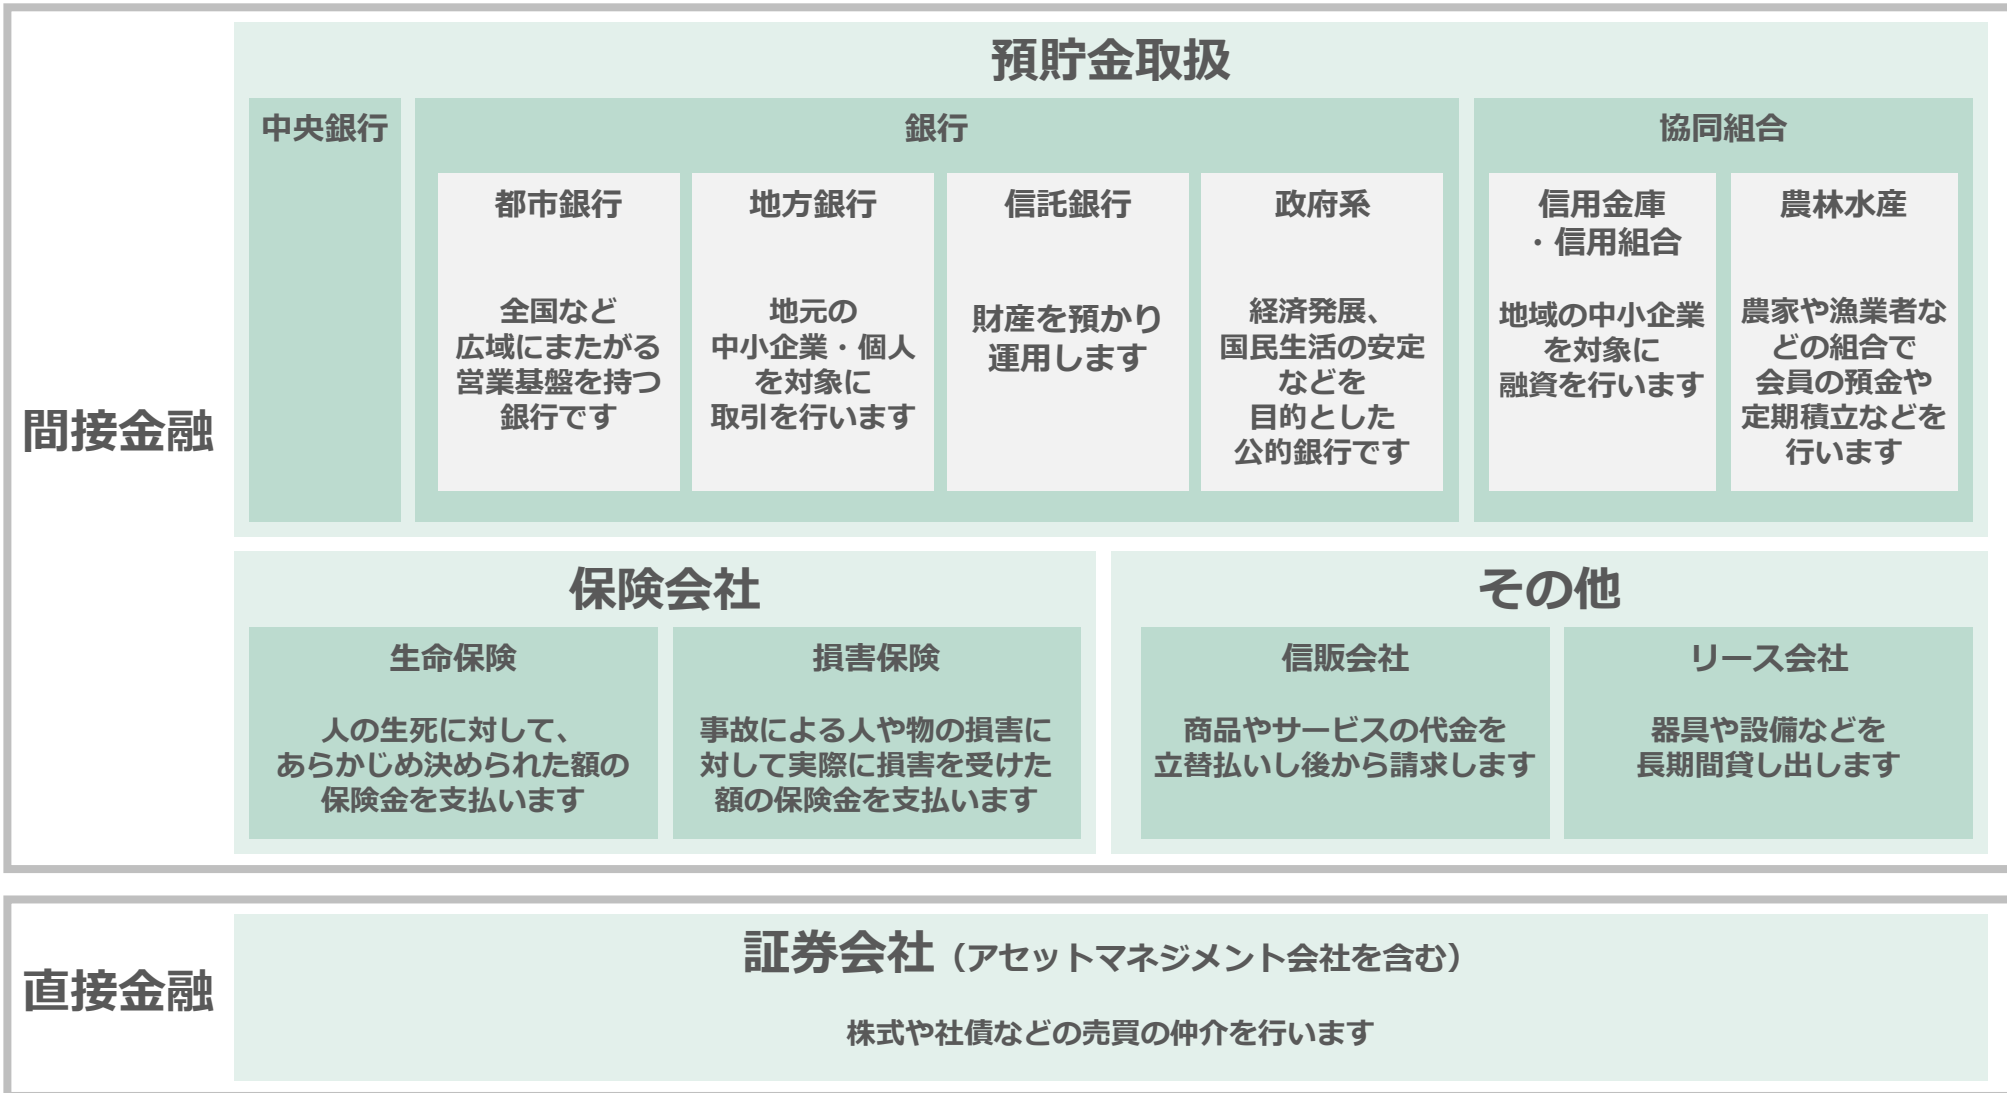 間接金融
預貯金取扱
中央銀行
銀行
都市銀行
全国など
広域にまたがる
営業基盤を持つ
銀行です
地方銀行
地元の
中小企業・個人
を対象に
取引を行います
信託銀行
財産を預かり
運用します
政府系
経済発展、
国民生活の安定
などを
目的とした
公的銀行です
協同組合
信用金庫
・信用組合
地域の中小企業
を対象に
融資を行います
農林水産
農家や漁業者な
どの組合で
会員の預金や
定期積立などを
行います
保険会社
生命保険
人の生死に対して、
あらかじめ決められた額の
保険金を支払います
損害保険
事故による人や物の損害に
対して実際に損害を受けた
額の保険金を支払います
その他
信販会社
商品やサービスの代金を
立替払いし後から請求します
リース会社
器具や設備などを
長期間貸し出します
直接金融
証券会社（アセットマネジメント会社を含む）
株式や社債などの売買の仲介を行います